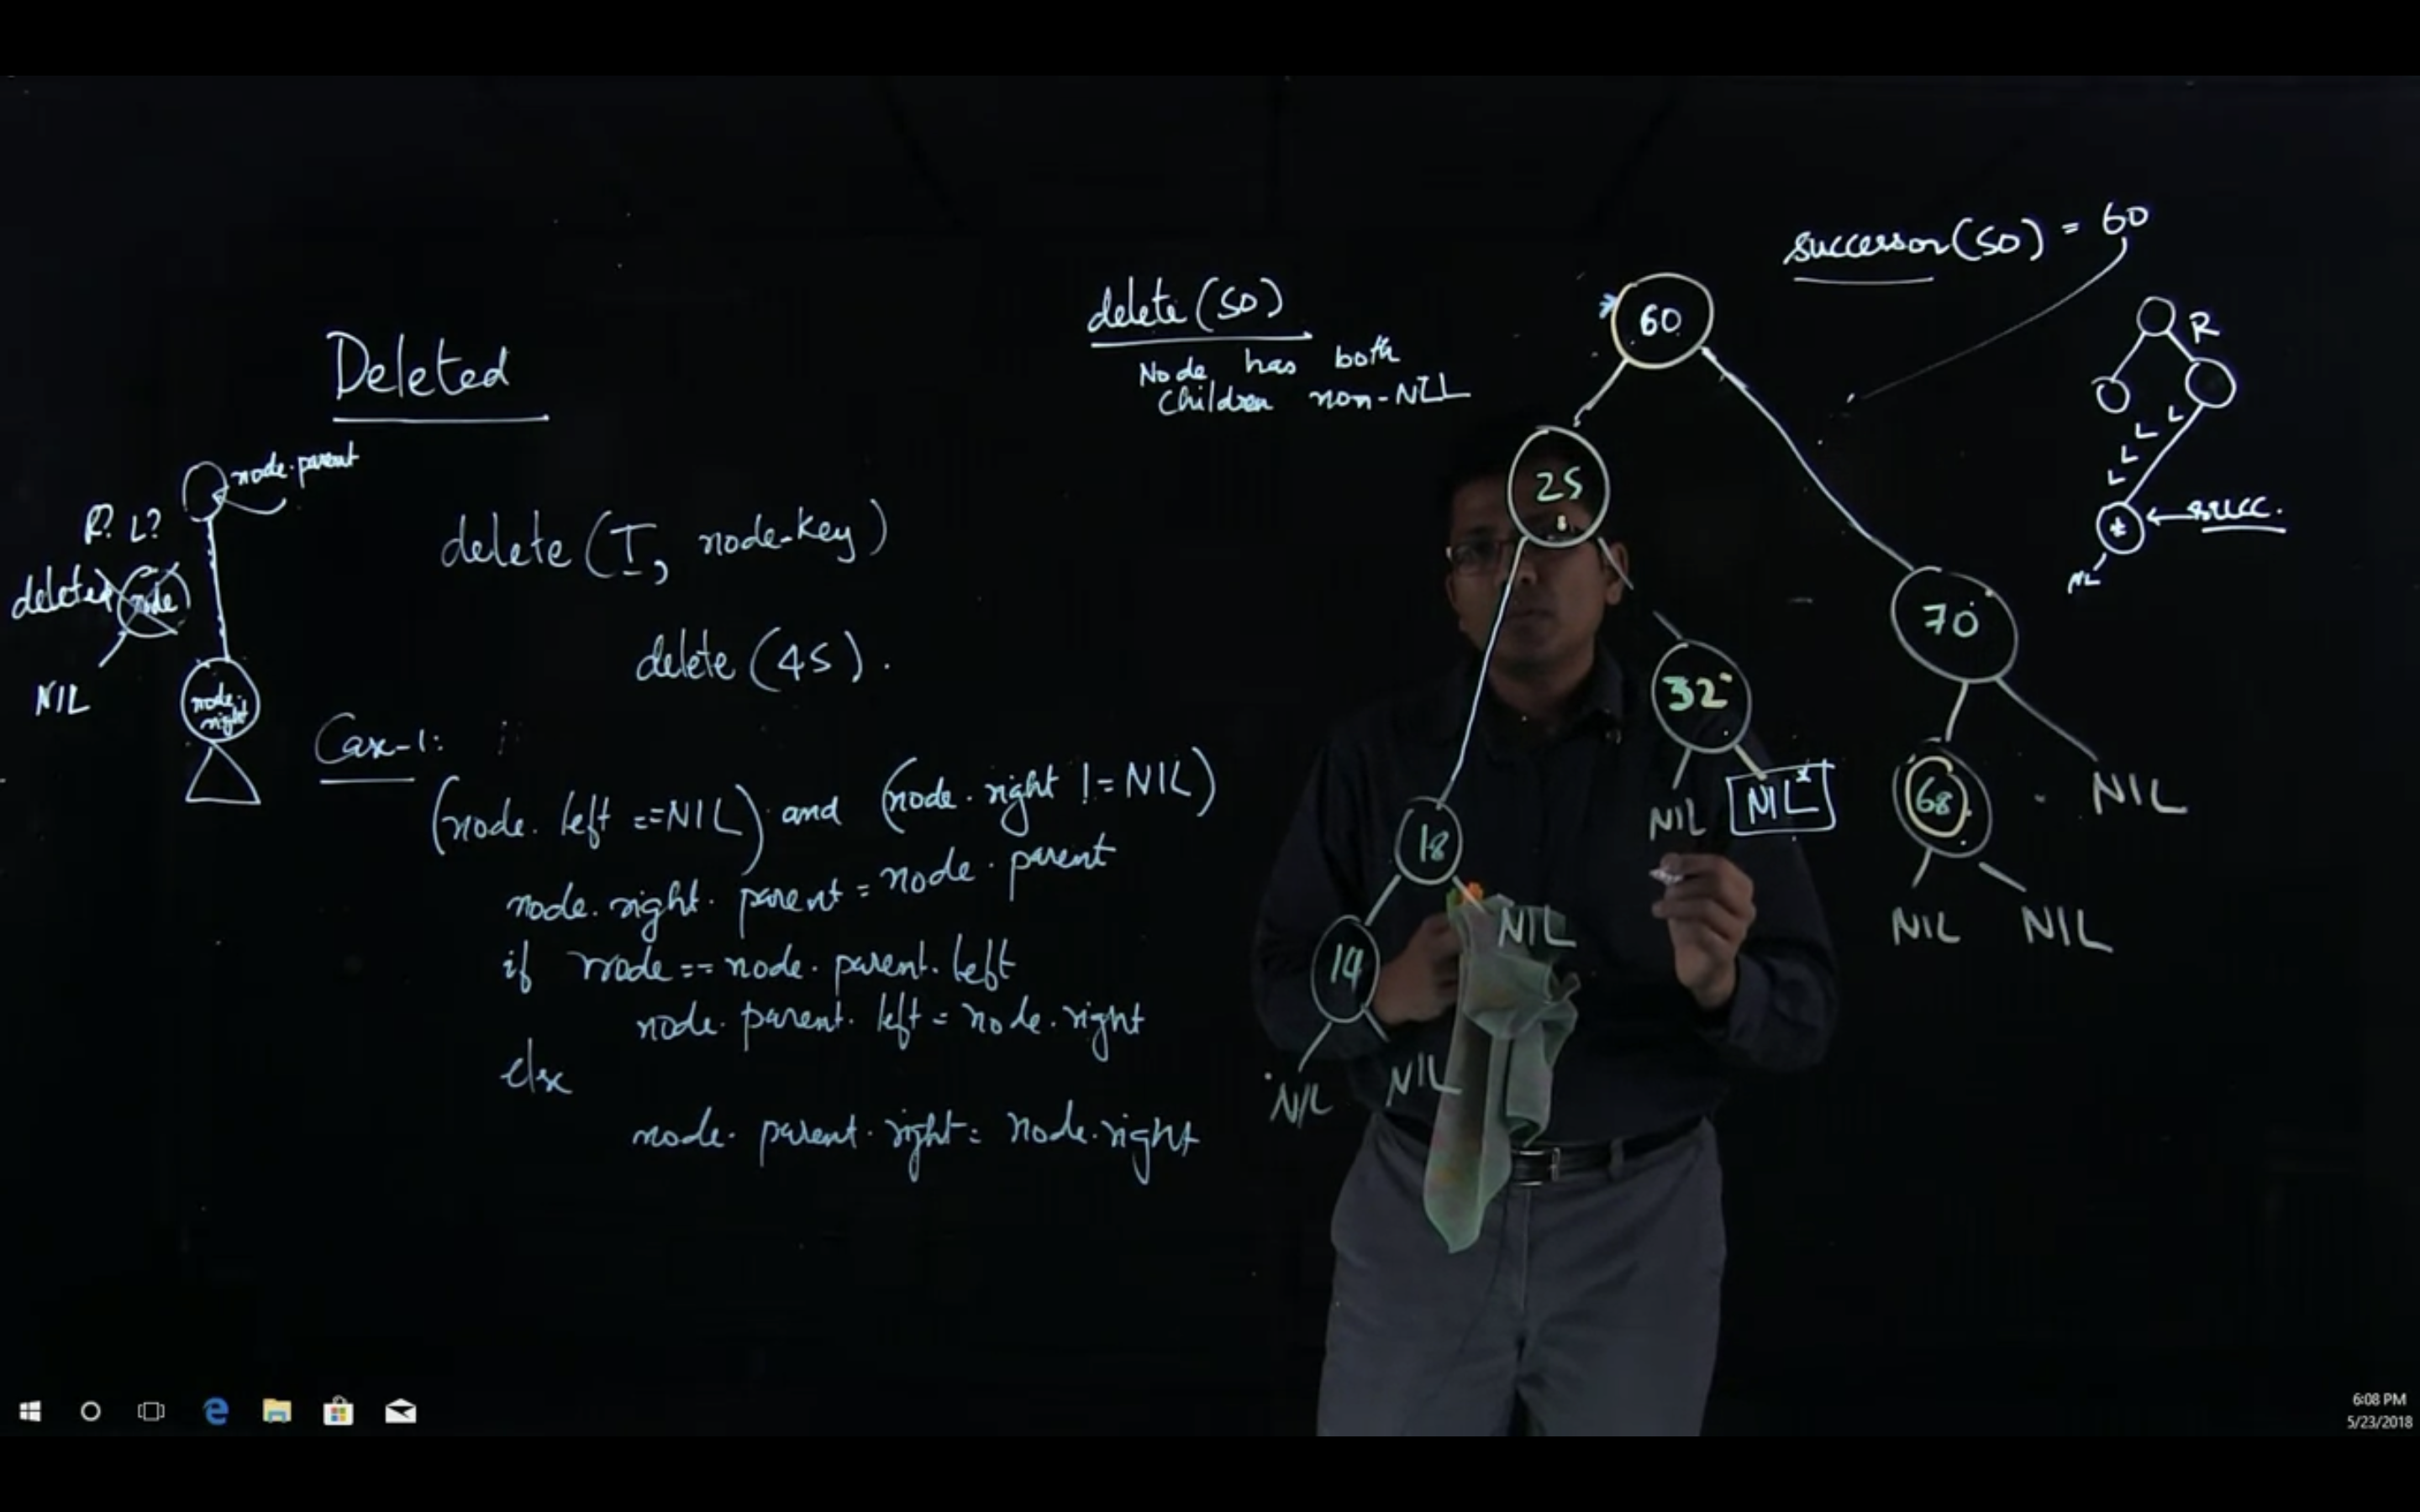 Deleted
node.parent
R? L?
deleted
node
NIL
node.
right
delete (T, node-key)
delete (45).
Case-1:
(node.left ==NIL) and (node.right != NIL)
node.right.parent = node.parent
if node == node.parent.left
node.parent.left = node.right
else
node.parent.right = node.right
delete (50)
Node has both
Children non-NIL
successor(50) = 60
60
25
32
70
18
NIL
NIL*
68
NIL
14
NIL
NIL
NIL
NIL
NIL
R
L
L
L
L
*
succ.
NIL
6:08 PM
5/23/2018